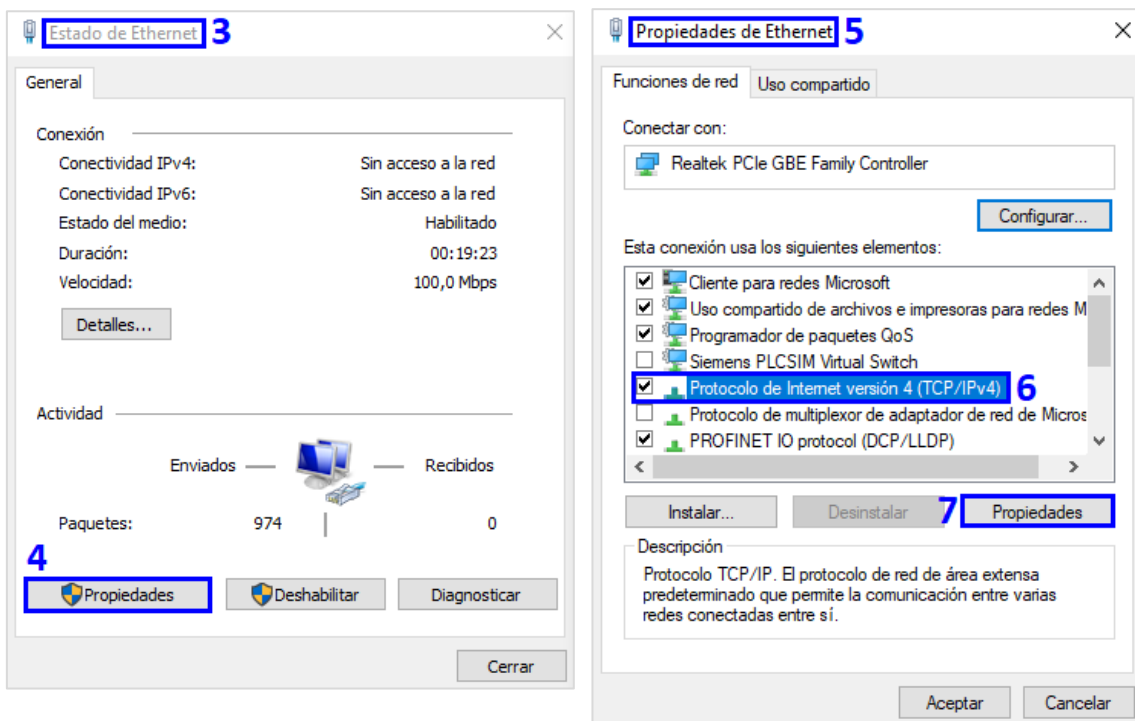 Estado de Ethernet 3
General
Conexión
Conectividad IPv4: Sin acceso a la red
Conectividad IPv6: Sin acceso a la red
Estado del medio: Habilitado
Duración: 00:19:23
Velocidad: 100,0 Mbps
Detalles...
Actividad
Enviados Recibidos
Paquetes: 974 0
4
Propiedades Deshabilitar Diagnosticar
Cerrar
Propiedades de Ethernet 5
Funciones de red Uso compartido
Conectar con:
Realtek PCIe GBE Family Controller
Configurar...
Esta conexión usa los siguientes elementos:
Cliente para redes Microsoft
Uso compartido de archivos e impresoras para redes M
Programador de paquetes QoS
Siemens PLCSIM Virtual Switch
Protocolo de Internet versión 4 (TCP/IPv4) 6
Protocolo de multiplexor de adaptador de red de Micros
PROFINET IO protocol (DCP/LLDP)
Instalar... Desinstalar 7 Propiedades
Descripción
Protocolo TCP/IP. El protocolo de red de área extensa
predeterminado que permite la comunicación entre varias
redes conectadas entre sí.
Aceptar Cancelar